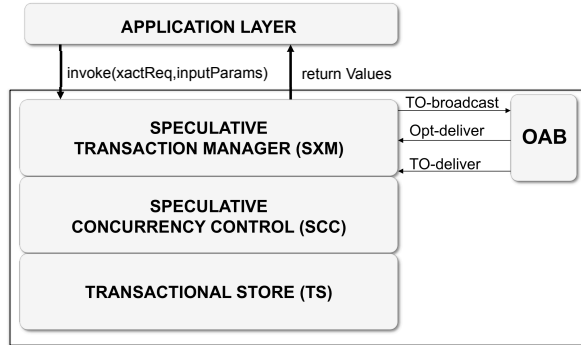 APPLICATION LAYER
invoke(xactReq,inputParams)
return Values
SPECULATIVE
TRANSACTION MANAGER (SXM)
TO-broadcast
Opt-deliver
TO-deliver
OAB
SPECULATIVE
CONCURRENCY CONTROL (SCC)
TRANSACTIONAL STORE (TS)